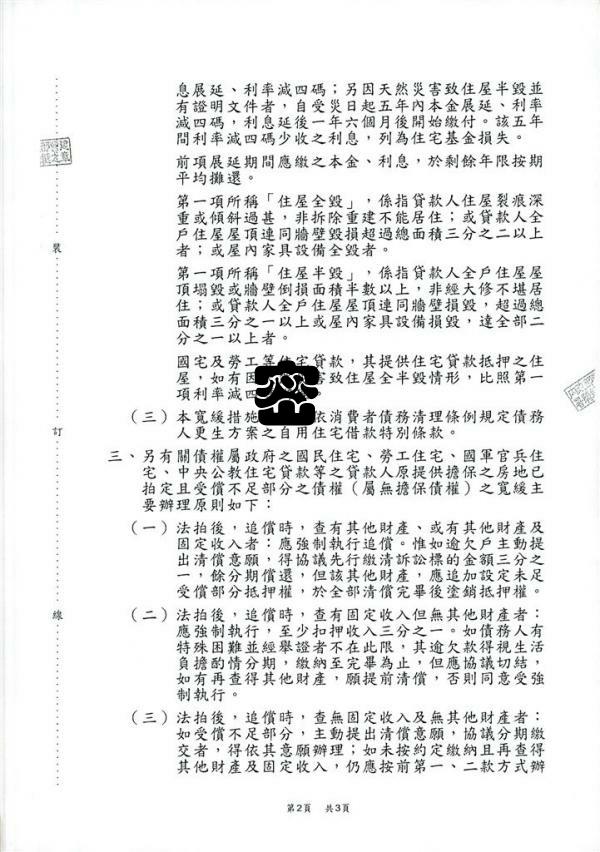 息展延、利率減四碼；另因天然災害致住屋半毀並
有證明文件者，自受災日起五年內本金展延、利率
減四碼，利息延後一年六個月後開始繳付。該五年
間利率減四碼少收之利息，列為住宅基金損失。
前項展延期間應繳之本金、利息，於剩餘年限按期
平均攤還。
第一項所稱「住屋全毀」，係指貸款人住屋裂痕深
重或傾斜過甚，非拆除重建不能居住；或貸款人全
戶住屋屋頂連同牆壁毀損超過總面積三分之二以上
者；或屋內家具設備全毀者。
第一項所稱「住屋半毀」，係指貸款人全戶住屋屋
頂塌毀或牆壁倒損面積半數以上，非經大修不堪居
住；或貸款人全戶住屋屋頂連同牆壁毀損，超過總
面積三分之一以上或屋內家具設備損毀，達全部二
分之一以上者。
國宅及勞工等住宅貸款，其提供住宅貸款抵押之住
屋，如有因 害致住屋全半毀情形，比照第一
項利率減四
（三）本寬緩措施 依消費者債務清理條例規定債務
人更生方案之自用住宅借款特別條款。
三、另有關債權屬政府之國民住宅、勞工住宅、國軍官兵住
宅、中央公教住宅貸款等之貸款人原提供擔保之房地已
拍定且受償不足部分之債權（屬無擔保債權）之寬緩主
要辦理原則如下：
（一）法拍後，追償時，查有其他財產、或有其他財產及
固定收入者：應強制執行追償。惟如逾欠戶主動提
出清償意願，得協議先行繳清訴訟標的金額三分之
一，餘分期償還，但該其他財產，應追加設定未足
受償部分抵押權，於全部清償完畢後塗銷抵押權。
（二）法拍後，追償時，查有固定收入但無其他財產者：
應強制執行，至少扣押收入三分之一。如債務人有
特殊困難並經舉證者不在此限，其逾欠款得視生活
負擔酌情分期，繳納至完畢為止，但應協議切結，
如有再查得其他財產，願提前清償，否則同意受強
制執行。
（三）法拍後，追償時，查無固定收入及無其他財產者：
如受償不足部分，主動提出清償意願，協議分期繳
交者，得依其意願辦理；如未按約定繳納且再查得
其他財產及固定收入，仍應按前第一、二款方式辦
裝
訂
線
第2頁 共3頁